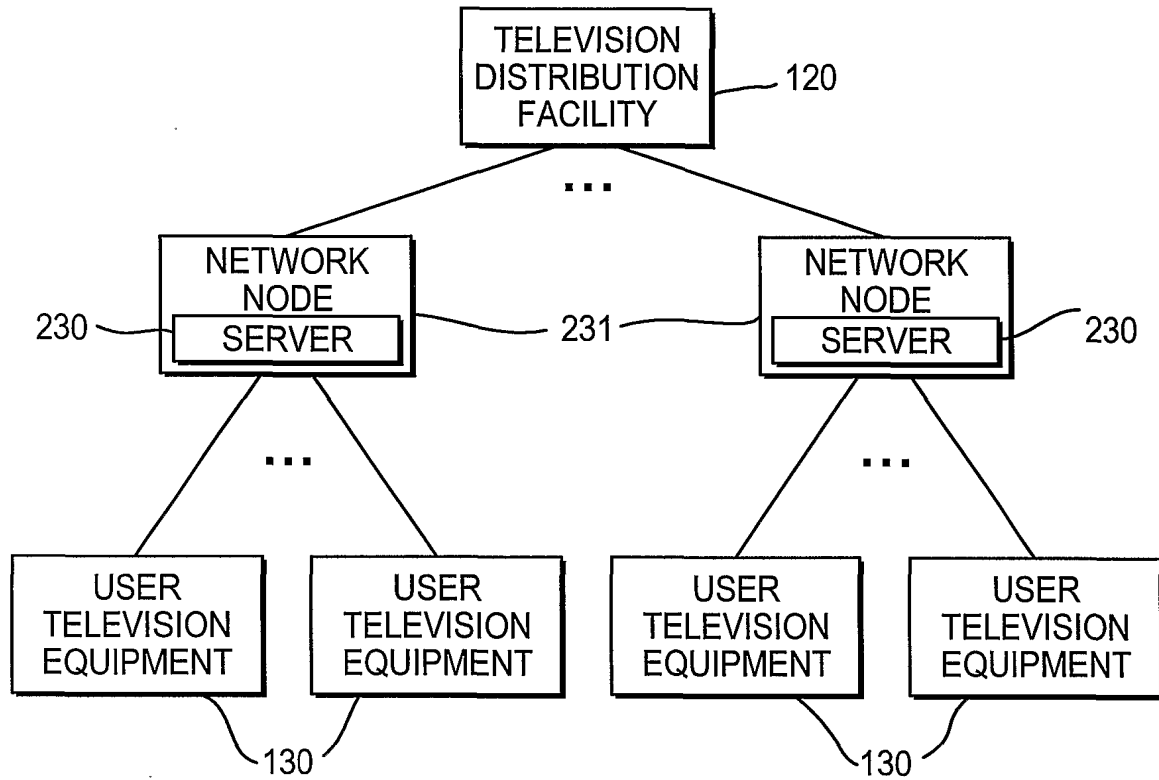 TELEVISION
DISTRIBUTION
FACILITY
120
...
NETWORK
NODE
SERVER
230
231
NETWORK
NODE
SERVER
230
...
...
USER
TELEVISION
EQUIPMENT
USER
TELEVISION
EQUIPMENT
USER
TELEVISION
EQUIPMENT
USER
TELEVISION
EQUIPMENT
130
130